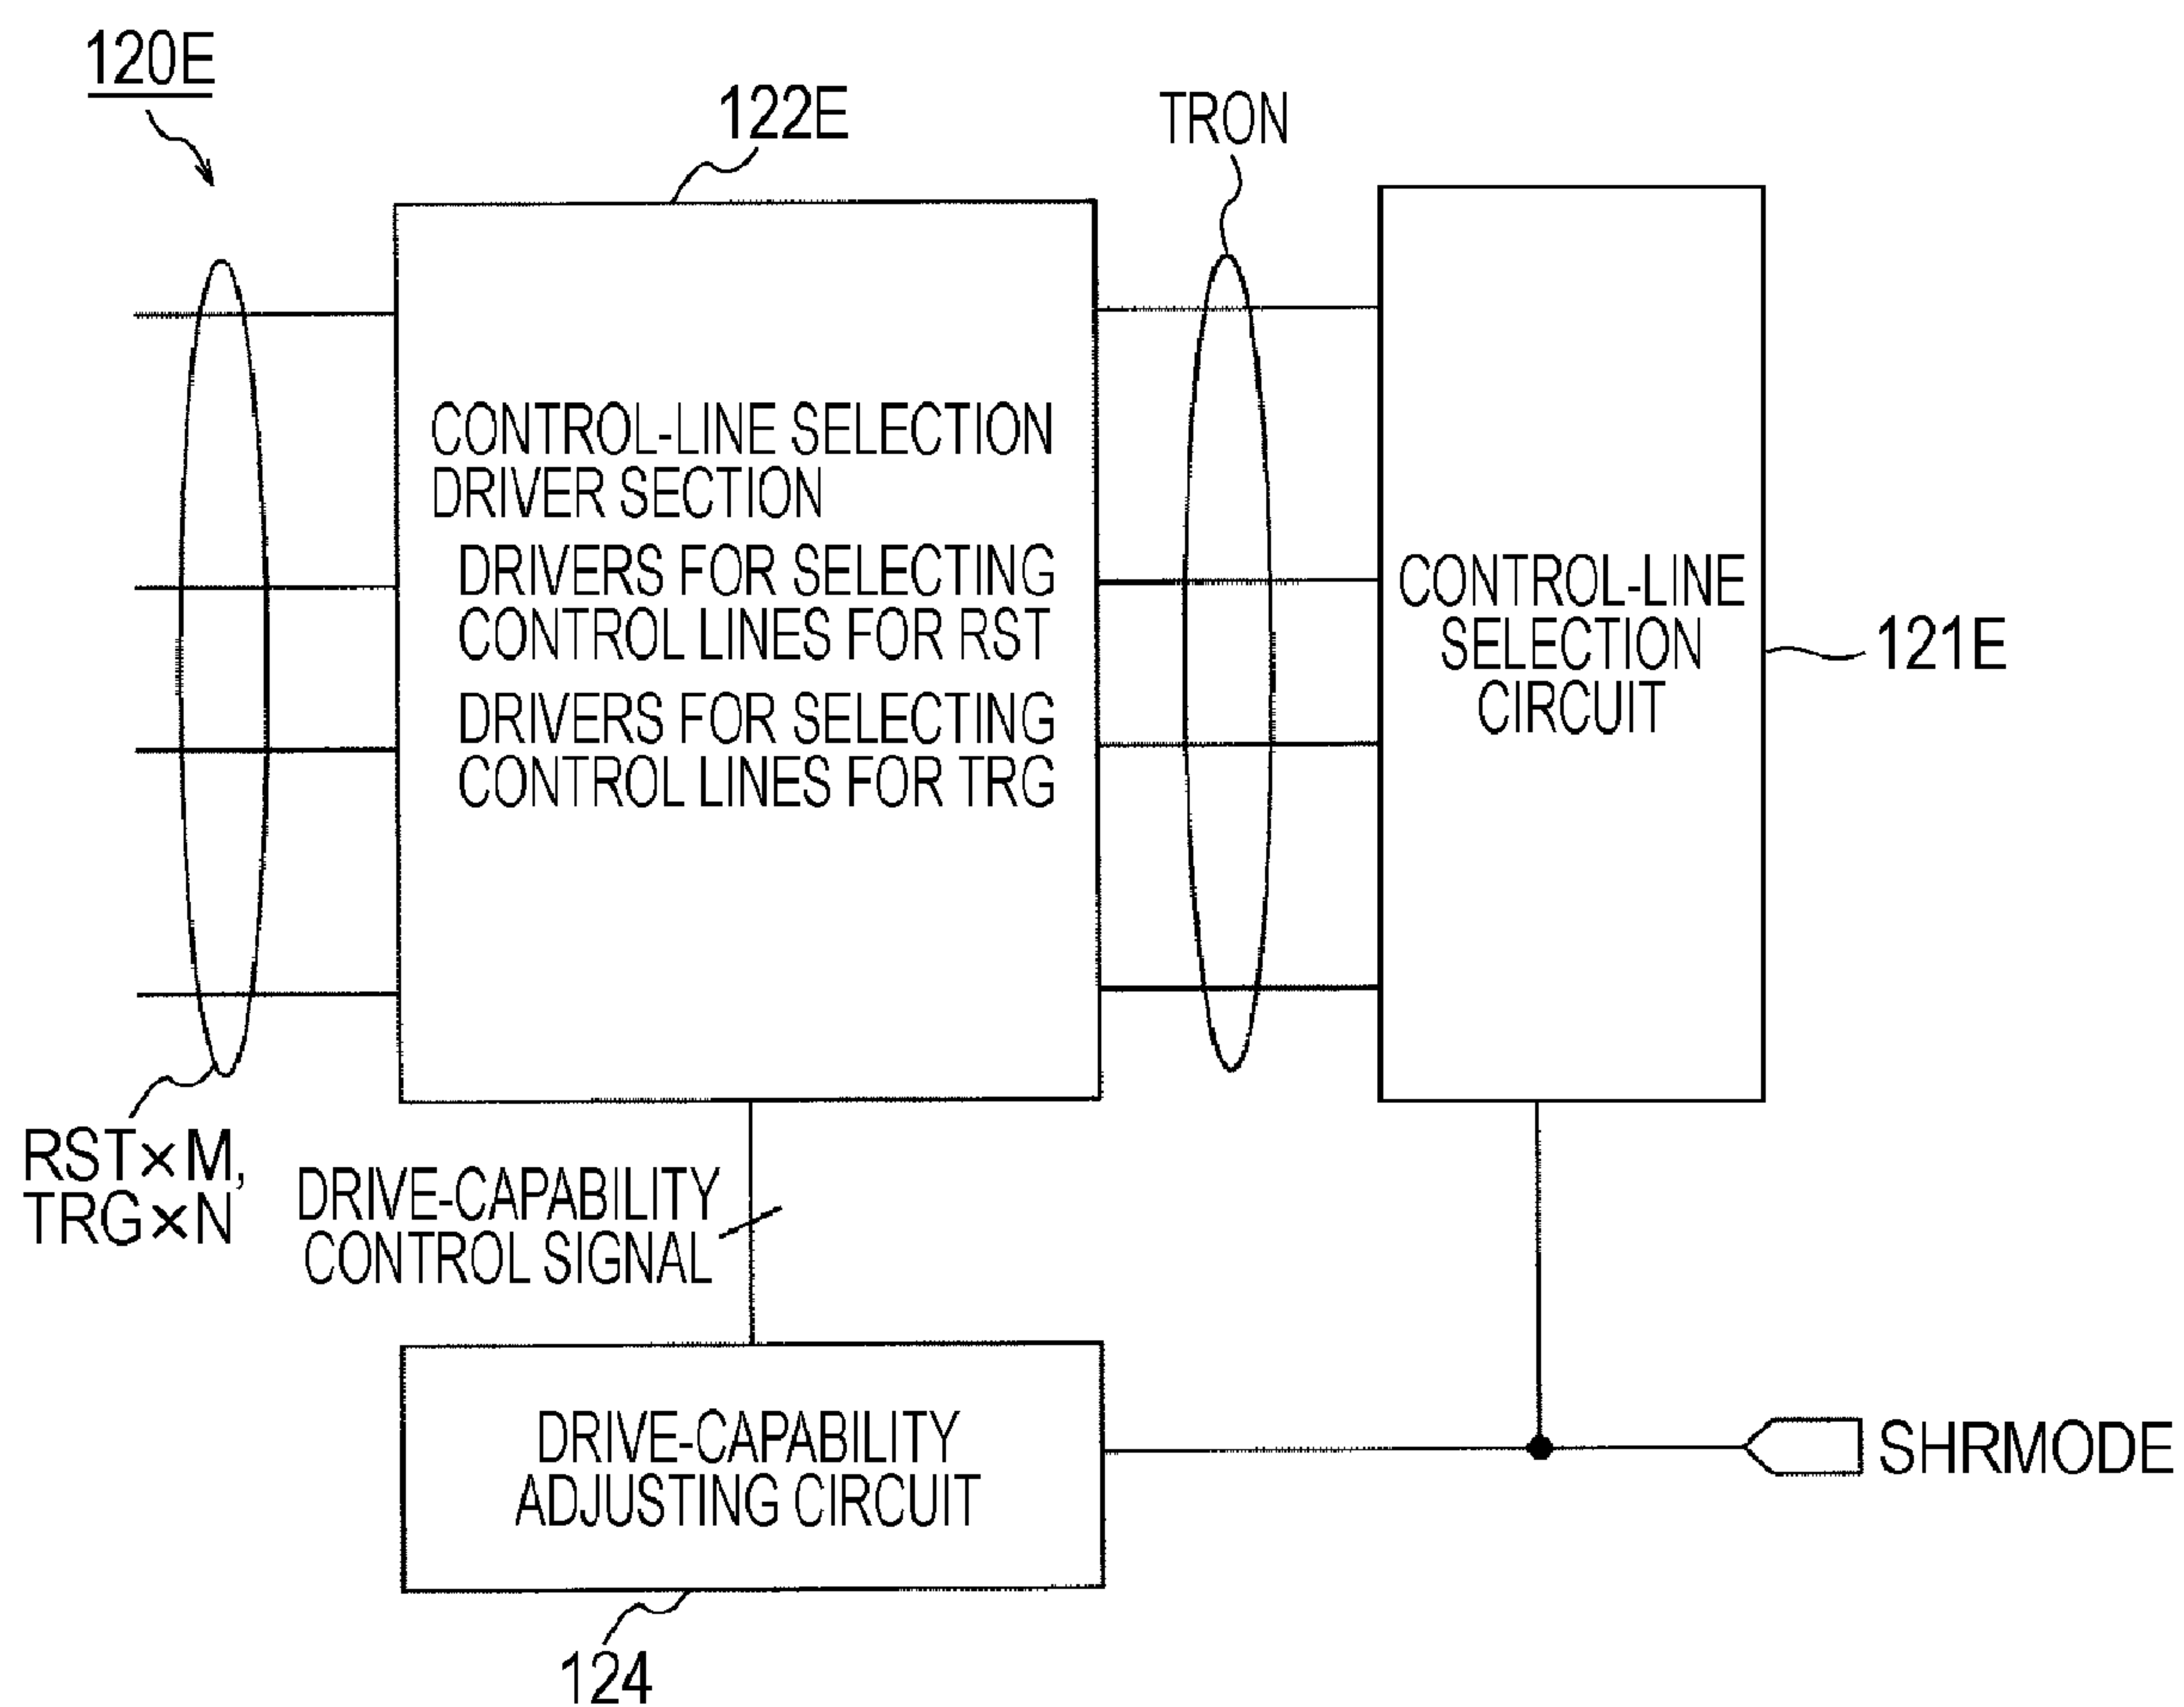 120E
122E
TRON
CONTROL-LINE SELECTION
DRIVER SECTION
DRIVERS FOR SELECTING
CONTROL LINES FOR RST
DRIVERS FOR SELECTING
CONTROL LINES FOR TRG
CONTROL-LINE
SELECTION
CIRCUIT
121E
RST×M,
TRG×N
DRIVE-CAPABILITY
CONTROL SIGNAL
DRIVE-CAPABILITY
ADJUSTING CIRCUIT
SHRMODE
124